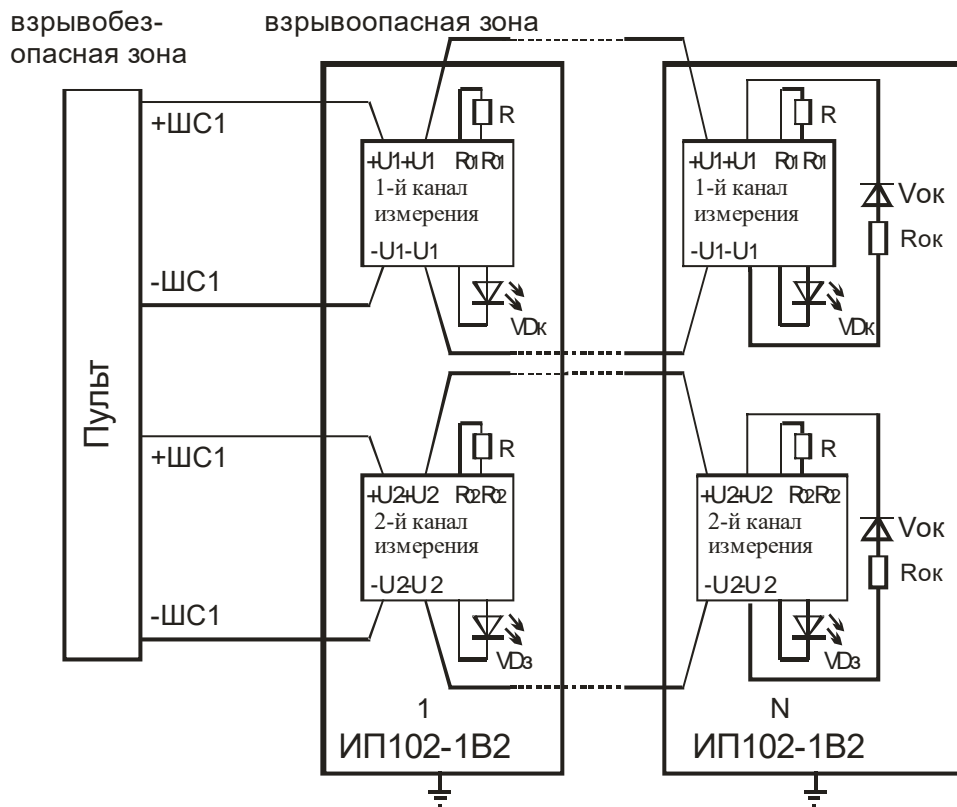 взрывобез-
опасная зона
взрывоопасная зона
Пульт
+ШС1
-ШС1
+ШС1
-ШС1
R
+U1+U1 R01R01
1-й канал
измерения
-U1-U1
VDк
R
+U2+U2 R02R02
2-й канал
измерения
-U2-U2
VDз
1
ИП102-1В2
R
+U1+U1 R01R01
1-й канал
измерения
-U1-U1
VDк
Vок
Rок
R
+U2+U2 R02R02
2-й канал
измерения
-U2-U2
VDз
Vок
Rок
N
ИП102-1В2